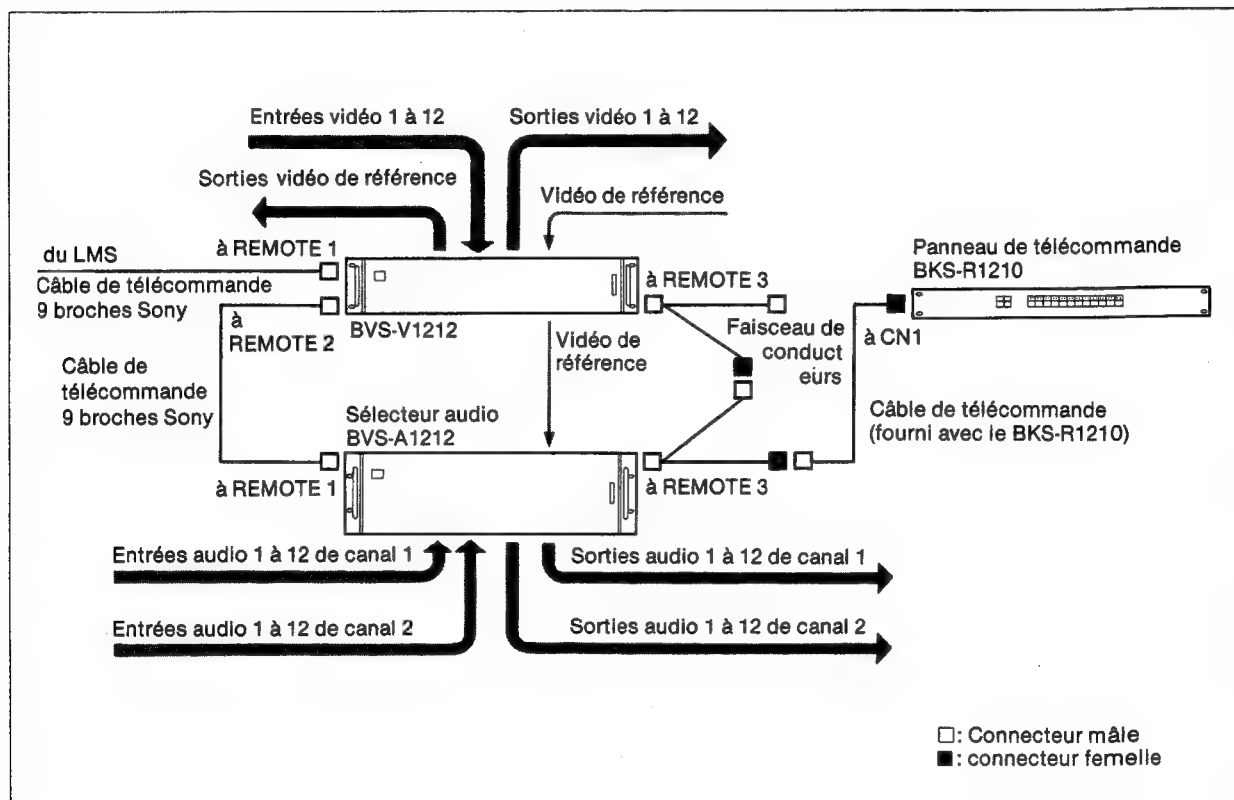 Entrées vidéo 1 à 12
Sorties vidéo 1 à 12
Sorties vidéo de référence
Vidéo de référence
du LMS
à REMOTE 1
Câble de télécommande
9 broches Sony
à
REMOTE 2
BVS-V1212
à REMOTE 3
Panneau de télécommande
BKS-R1210
Faisceau de
conduct
eurs
à CN1
Vidéo de
référence
Câble de
télécommande
9 broches Sony
Sélecteur audio
BVS-A1212
Câble de télécommande
(fourni avec le BKS-R1210)
à REMOTE 1
à REMOTE 3
Entrées audio 1 à 12 de canal 1
Sorties audio 1 à 12 de canal 1
Entrées audio 1 à 12 de canal 2
Sorties audio 1 à 12 de canal 2
□: Connecteur mâle
■: connecteur femelle